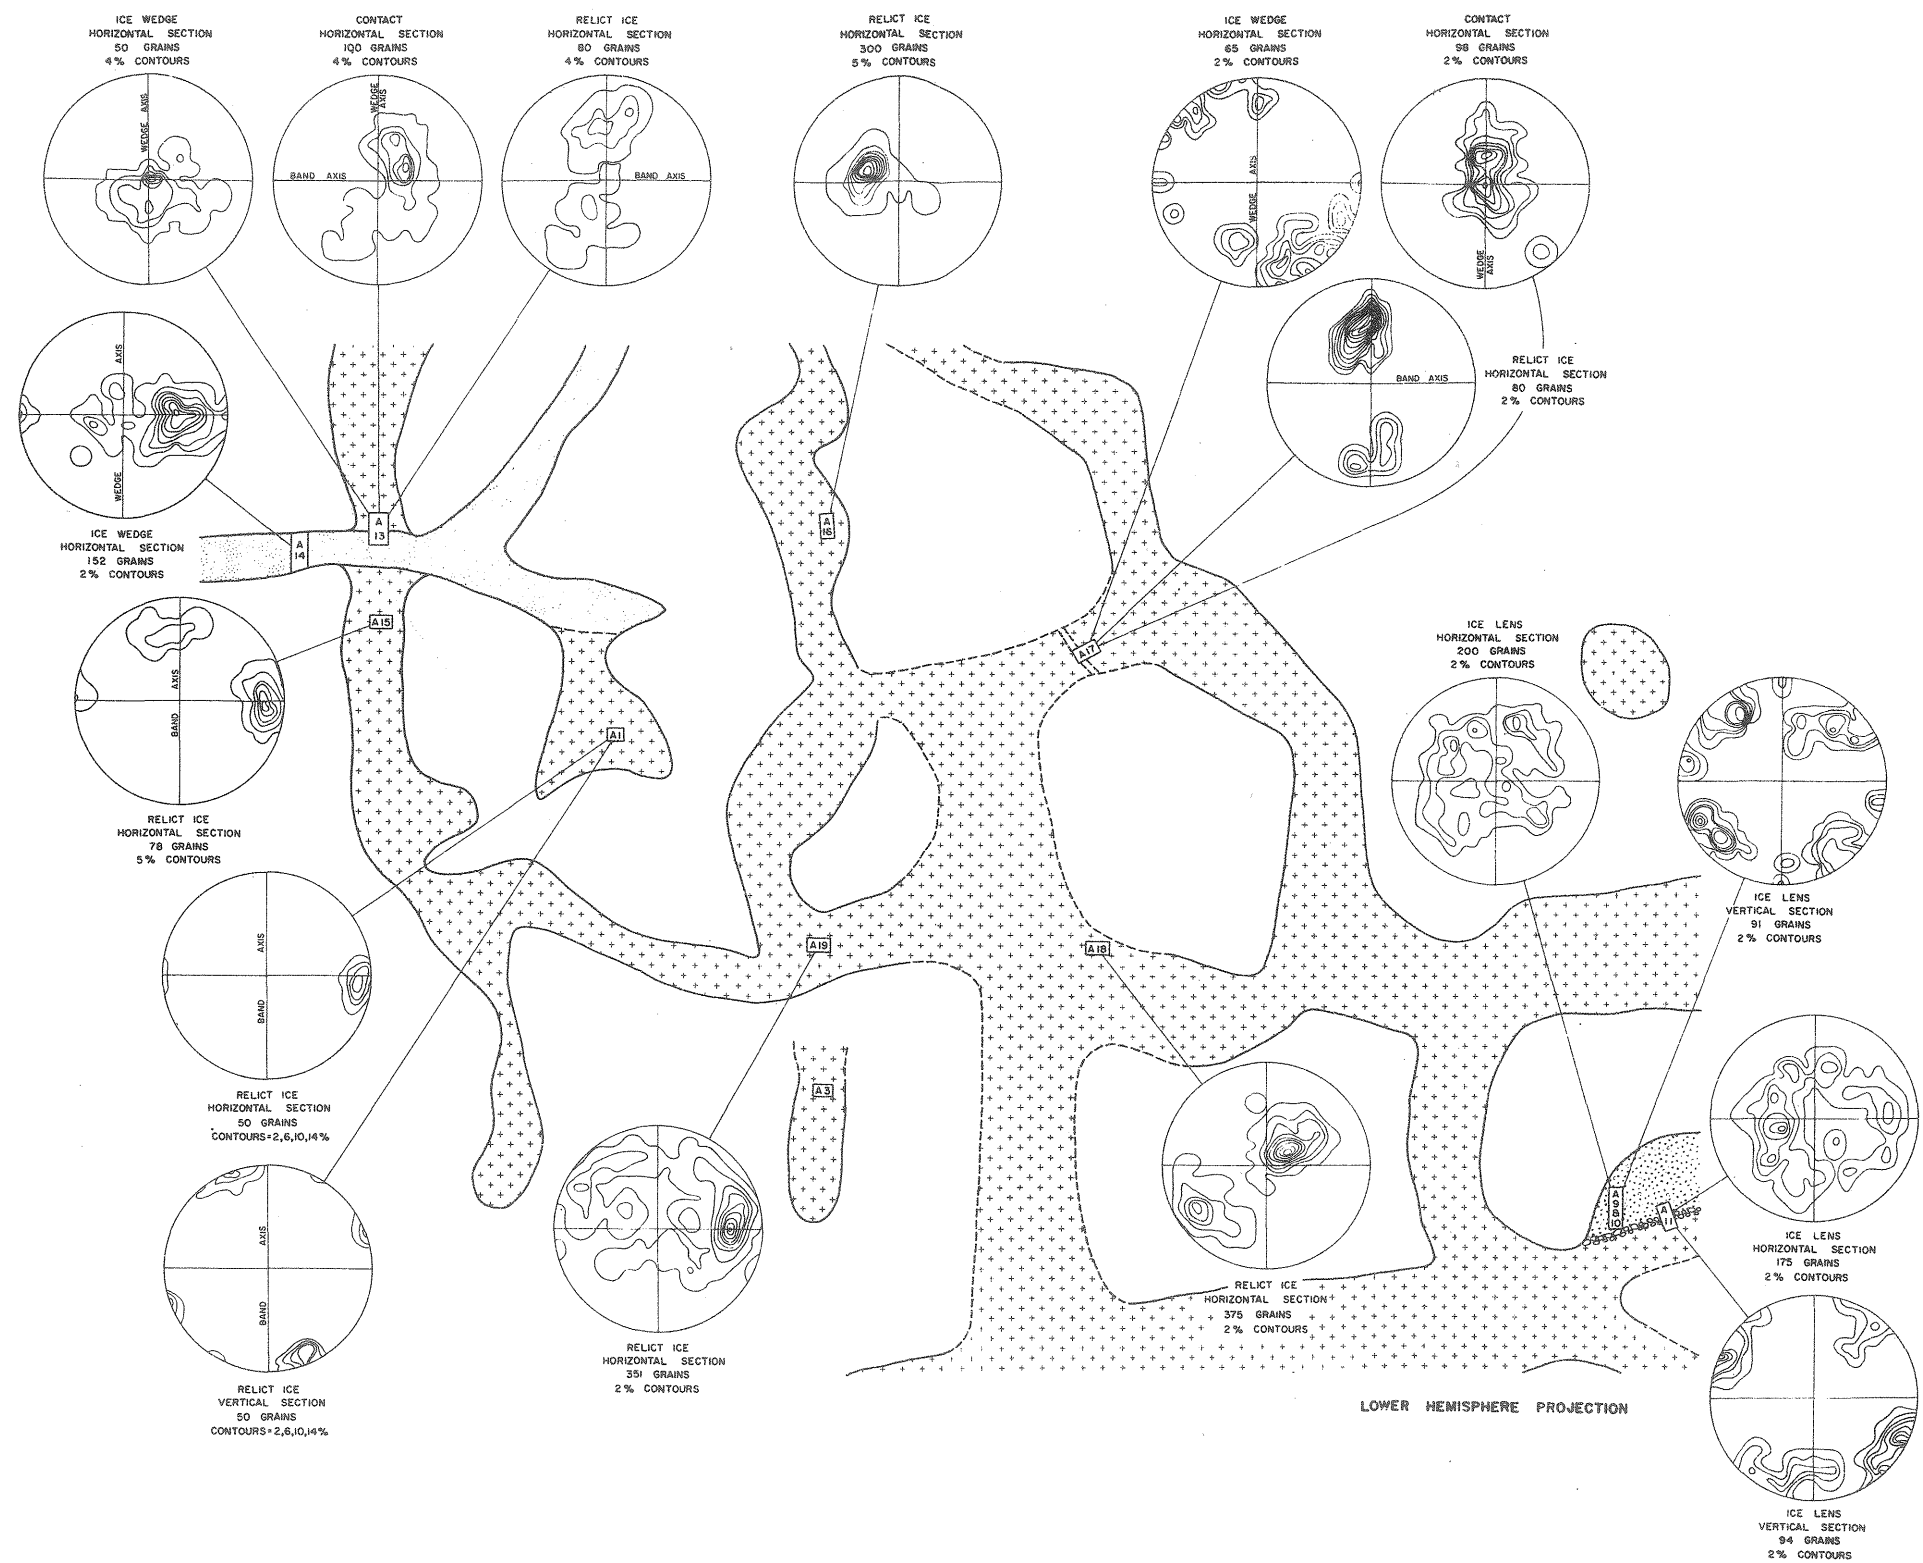 ICE WEDGE
HORIZONTAL SECTION
50 GRAINS
4% CONTOURS
WEDGE AXIS
CONTACT
HORIZONTAL SECTION
100 GRAINS
4% CONTOURS
WEDGE AXIS
BAND AXIS
RELICT ICE
HORIZONTAL SECTION
80 GRAINS
4% CONTOURS
BAND AXIS
RELICT ICE
HORIZONTAL SECTION
300 GRAINS
5% CONTOURS
ICE WEDGE
HORIZONTAL SECTION
65 GRAINS
2% CONTOURS
WEDGE AXIS
CONTACT
HORIZONTAL SECTION
98 GRAINS
2% CONTOURS
WEDGE AXIS
BAND AXIS
RELICT ICE
HORIZONTAL SECTION
80 GRAINS
2% CONTOURS
WEDGE AXIS
ICE WEDGE
HORIZONTAL SECTION
152 GRAINS
2% CONTOURS
A
14
A
13
A
16
A15
A17
A1
BAND AXIS
RELICT ICE
HORIZONTAL SECTION
78 GRAINS
5% CONTOURS
ICE LENS
HORIZONTAL SECTION
200 GRAINS
2% CONTOURS
ICE LENS
VERTICAL SECTION
91 GRAINS
2% CONTOURS
BAND AXIS
RELICT ICE
HORIZONTAL SECTION
50 GRAINS
CONTOURS=2,6,10,14%
A19
A18
A3
A
9
&
10
A
11
ICE LENS
HORIZONTAL SECTION
175 GRAINS
2% CONTOURS
BAND AXIS
RELICT ICE
VERTICAL SECTION
50 GRAINS
CONTOURS=2,6,10,14%
RELICT ICE
HORIZONTAL SECTION
351 GRAINS
2% CONTOURS
RELICT ICE
HORIZONTAL SECTION
375 GRAINS
2% CONTOURS
LOWER HEMISPHERE PROJECTION
ICE LENS
VERTICAL SECTION
94 GRAINS
2% CONTOURS